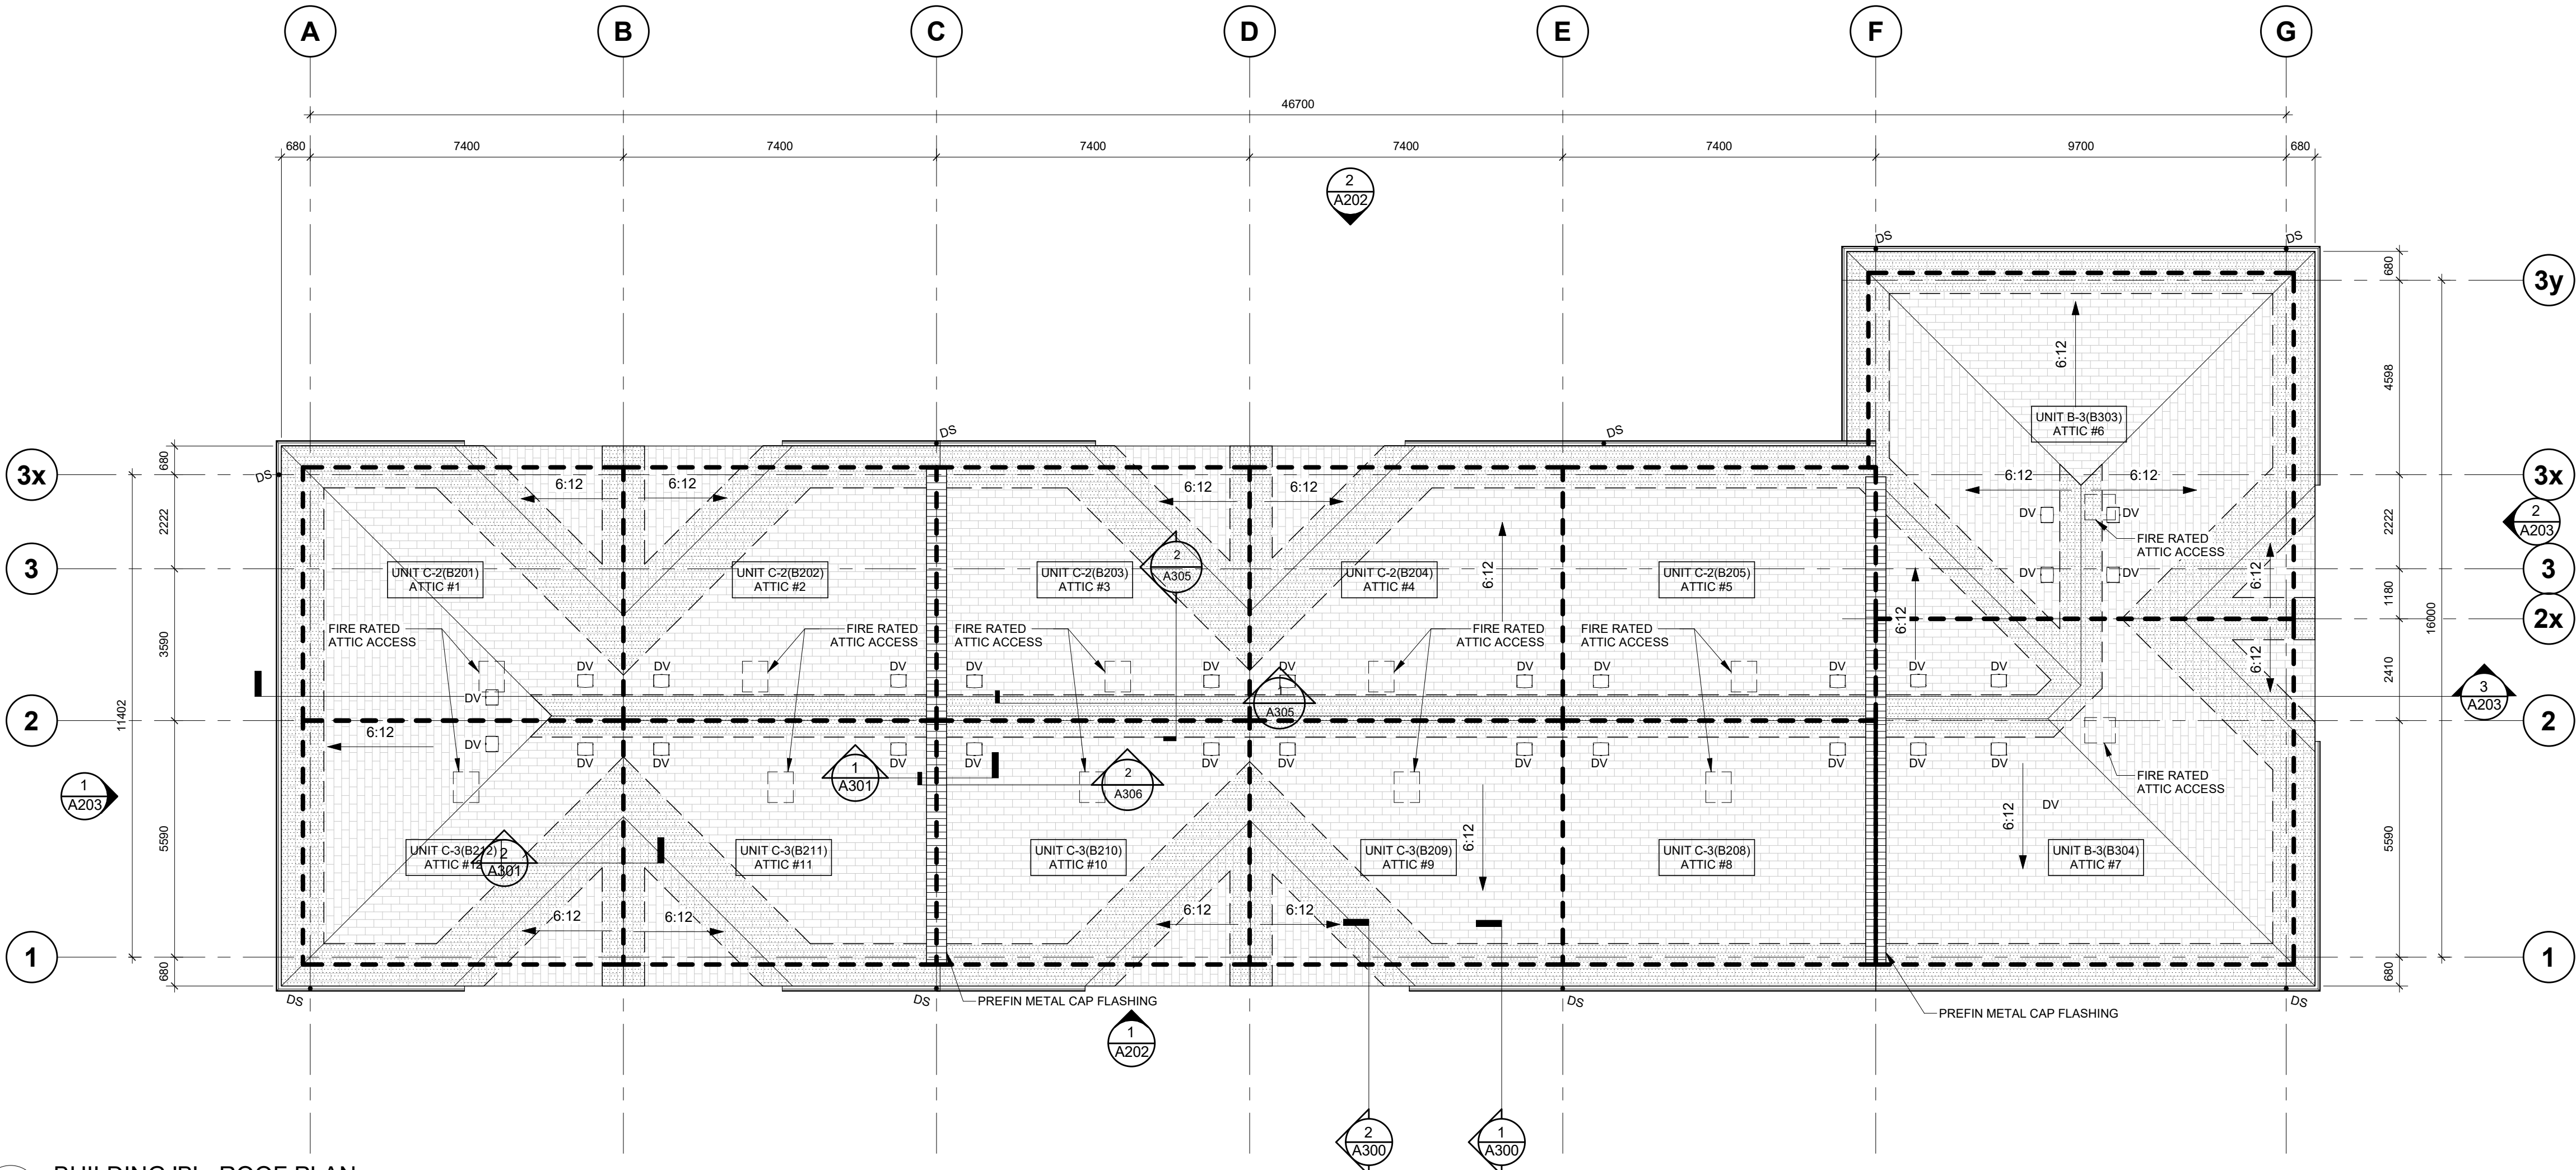 A
B
C
D
E
F
G
46700
680
7400
7400
7400
7400
7400
9700
680
2
A202
DS
DS
680
3y
4598
6:12
UNIT B-3(B303)
ATTIC #6
DS
DS
680
3x
DS
6:12
6:12
6:12
6:12
6:12
6:12
3x
DV
DV
2
A203
FIRE RATED
ATTIC ACCESS
2222
2222
3
UNIT C-2(B201)
ATTIC #1
UNIT C-2(B202)
ATTIC #2
UNIT C-2(B203)
ATTIC #3
2
A305
UNIT C-2(B204)
ATTIC #4
6:12
UNIT C-2(B205)
ATTIC #5
DV
DV
6:12
3
1180
6:12
2x
16000
FIRE RATED
ATTIC ACCESS
FIRE RATED
ATTIC ACCESS
FIRE RATED
ATTIC ACCESS
FIRE RATED
ATTIC ACCESS
FIRE RATED
ATTIC ACCESS
3590
2410
6:12
DV
DV
DV
DV
DV
DV
DV
DV
DV
DV
DV
DV
DV
1
A305
3
A203
2
11402
2
6:12
DV
DV
DV
DV
DV
DV
DV
DV
DV
DV
DV
DV
DV
1
A301
2
A306
FIRE RATED
ATTIC ACCESS
1
A203
DV
6:12
6:12
5590
5590
UNIT C-3(B212)
ATTIC #12
2
A301
UNIT C-3(B211)
ATTIC #11
UNIT C-3(B210)
ATTIC #10
UNIT C-3(B209)
ATTIC #9
UNIT C-3(B208)
ATTIC #8
UNIT B-3(B304)
ATTIC #7
6:12
6:12
6:12
6:12
1
1
680
680
DS
DS
DS
DS
PREFIN METAL CAP FLASHING
PREFIN METAL CAP FLASHING
1
A202
2
A300
1
A300